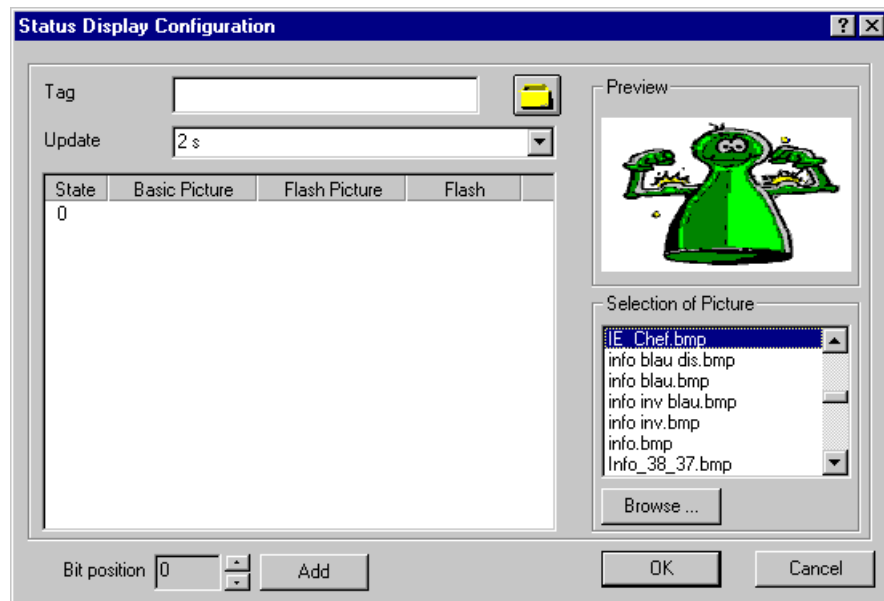 Status Display Configuration
Tag
Update
2 s
State Basic Picture Flash Picture Flash
0
Preview
Selection of Picture
IE_Chef.bmp
info blau dis.bmp
info blau.bmp
info inv blau.bmp
info inv.bmp
info.bmp
Info_38_37.bmp
Browse ...
Bit position 0
Add
OK
Cancel